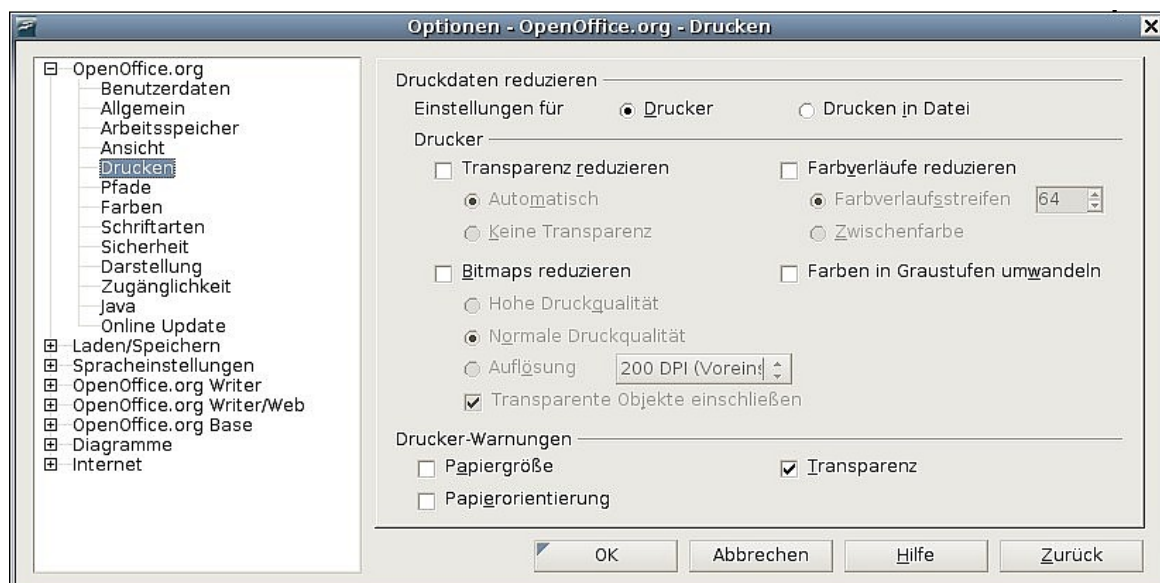 Optionen - OpenOffice.org - Drucken
OpenOffice.org
Benutzerdaten
Allgemein
Arbeitsspeicher
Ansicht
Drucken
Pfade
Farben
Schriftarten
Sicherheit
Darstellung
Zugänglichkeit
Java
Online Update
Laden/Speichern
Spracheinstellungen
OpenOffice.org Writer
OpenOffice.org Writer/Web
OpenOffice.org Base
Diagramme
Internet
Druckdaten reduzieren
Einstellungen für Drucker Drucken in Datei
Drucker
Transparenz reduzieren Farbverläufe reduzieren
Automatisch Farbverlaufsstreifen 64
Keine Transparenz Zwischenfarbe
Bitmaps reduzieren Farben in Graustufen umwandeln
Hohe Druckqualität
Normale Druckqualität
Auflösung 200 DPI (Voreins
Transparente Objekte einschließen
Drucker-Warnungen
Papiergröße Transparenz
Papierorientierung
OK Abbrechen Hilfe Zurück